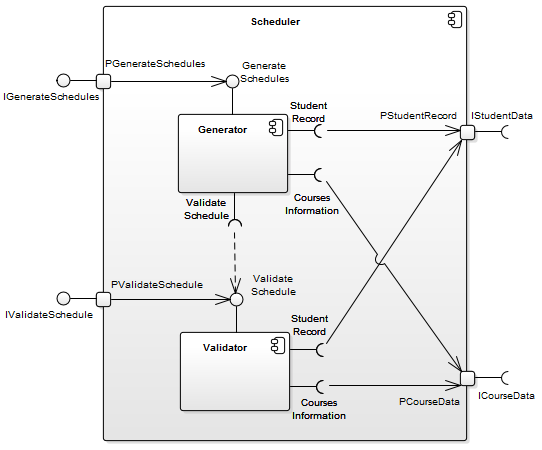 Scheduler
PGenerateSchedules
Generate
Schedules
IGenerateSchedules
Student
Record
PStudentRecord
IStudentData
Generator
Validate
Schedule
Courses
Information
PValidateSchedule
Validate
Schedule
IValidateSchedule
Student
Record
Validator
Courses
Information
PCourseData
ICourseData